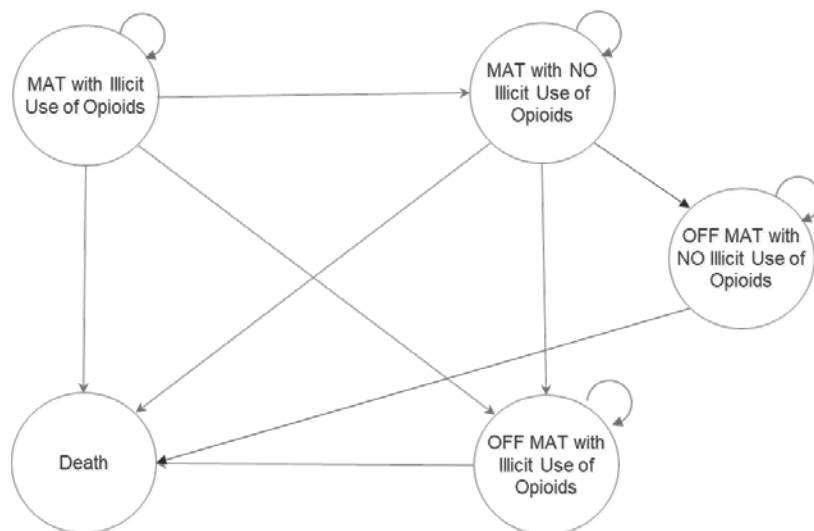 MAT with Illicit
Use of Opioids
MAT with NO
Illicit Use of
Opioids
OFF MAT with
NO Illicit Use of
Opioids
Death
OFF MAT with
Illicit Use of
Opioids